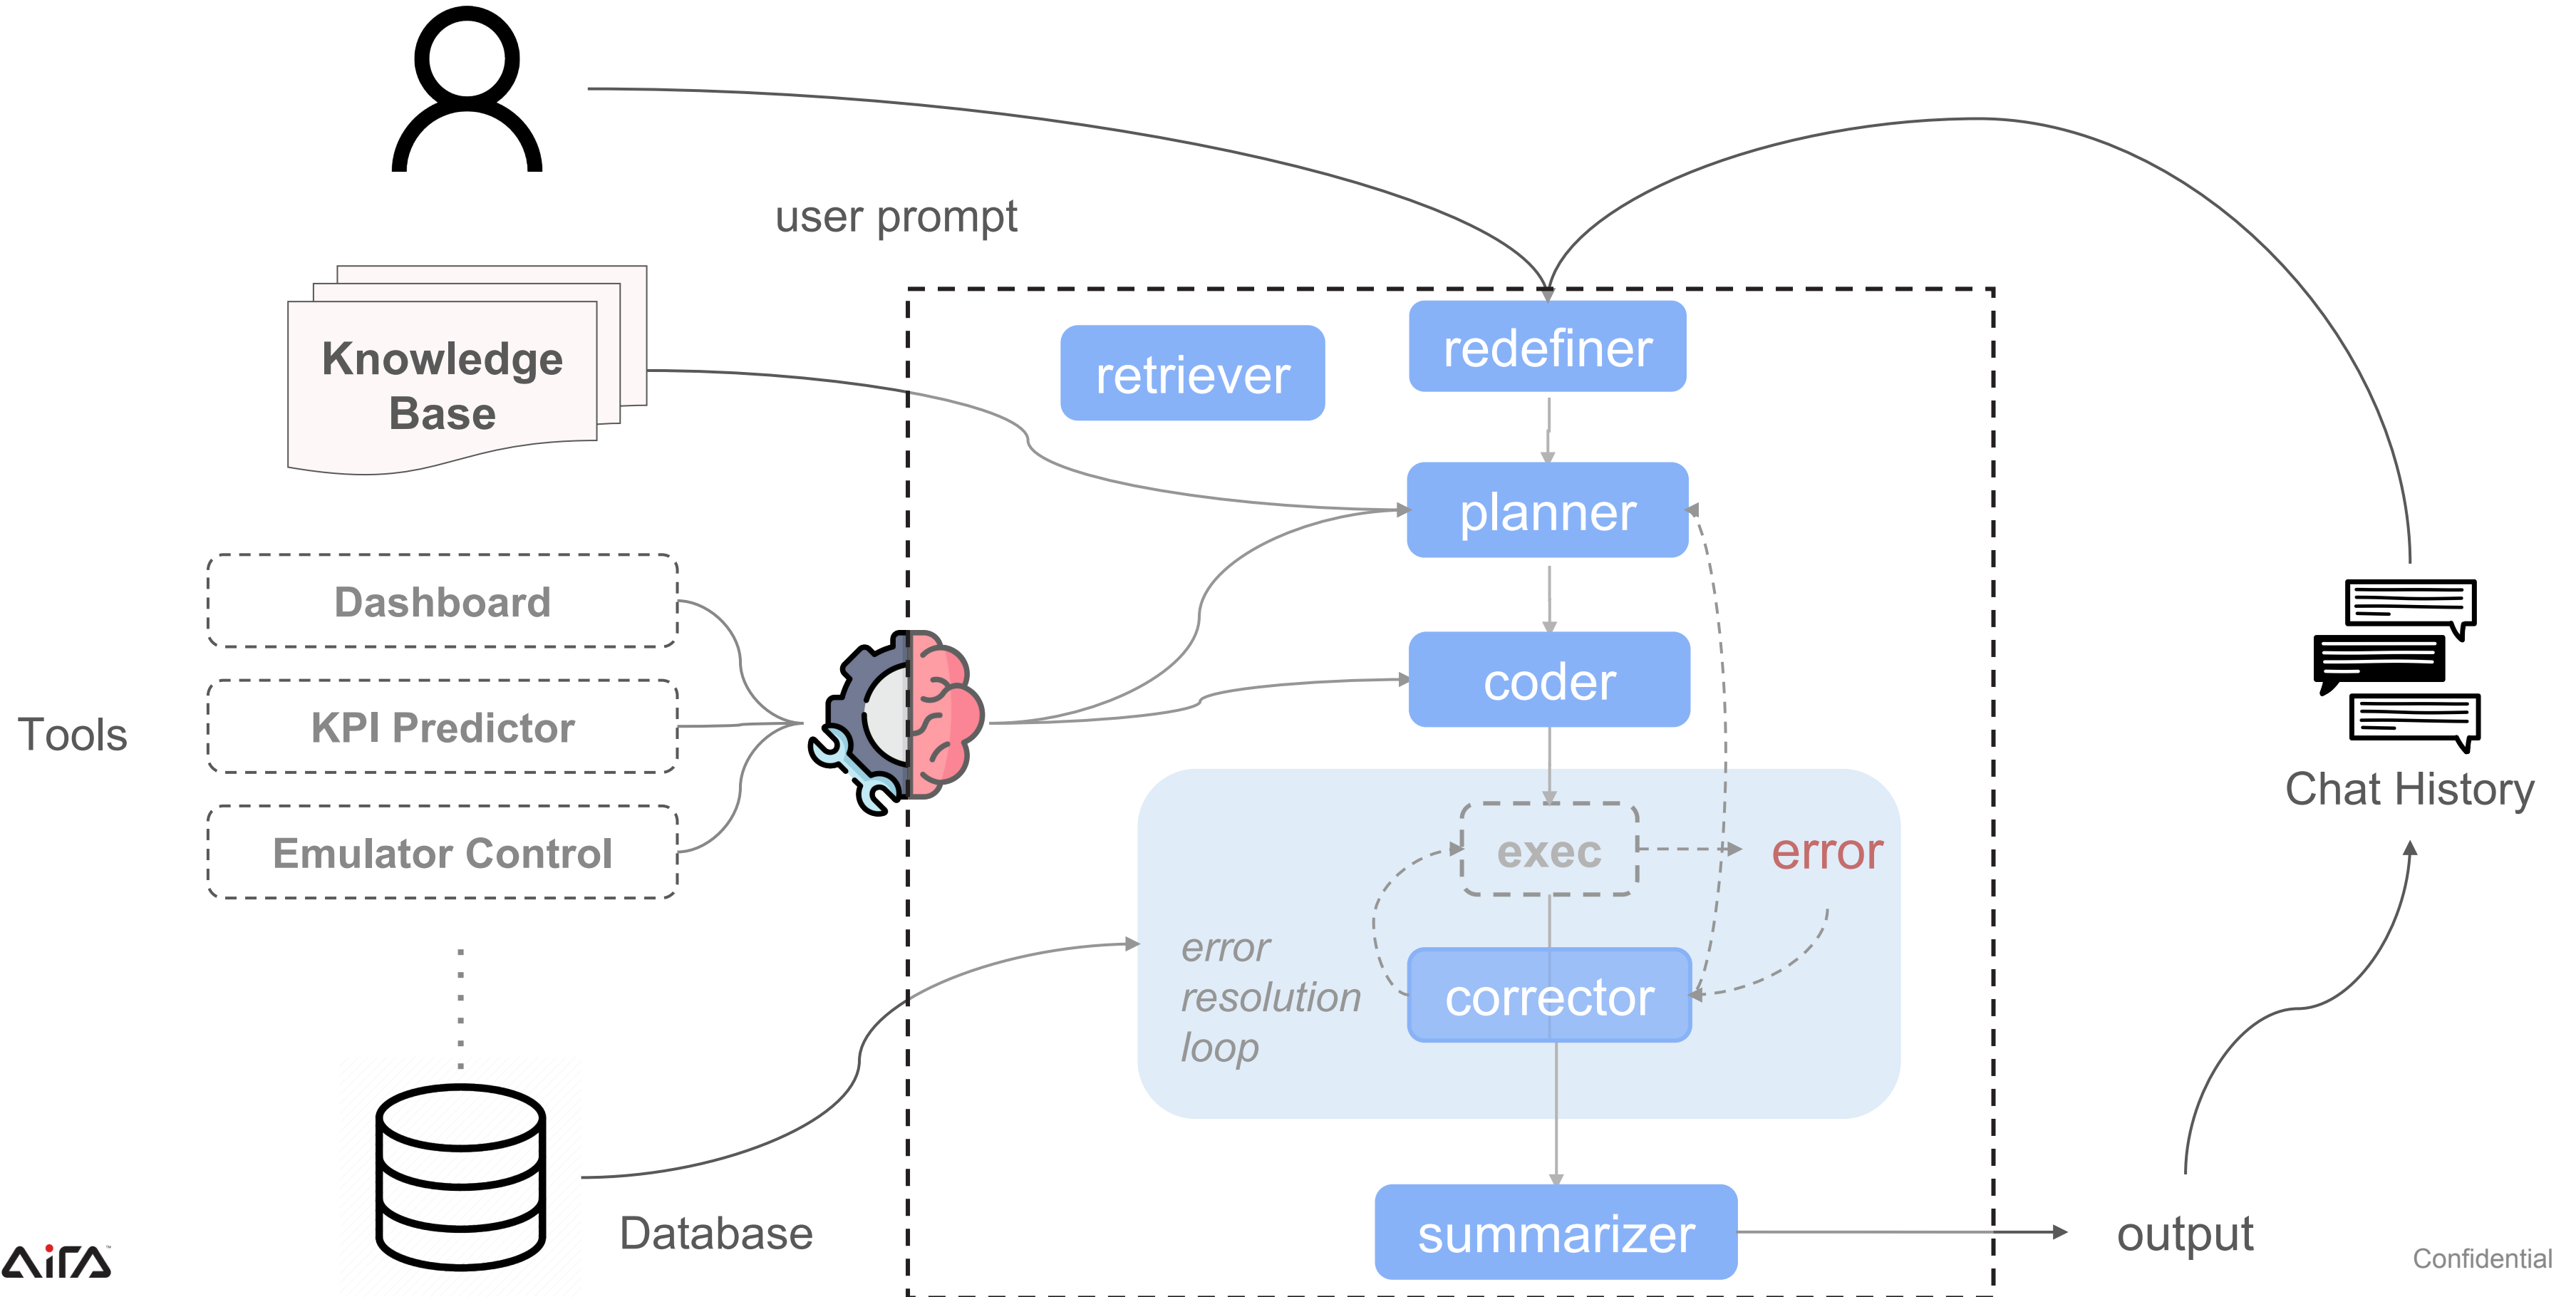 user prompt
Knowledge
Base
retriever
redefiner
planner
coder
Dashboard
KPI Predictor
Emulator Control
Tools
exec
error
error
resolution
loop
corrector
summarizer
Database
output
Chat History
AiRA™
Confidential